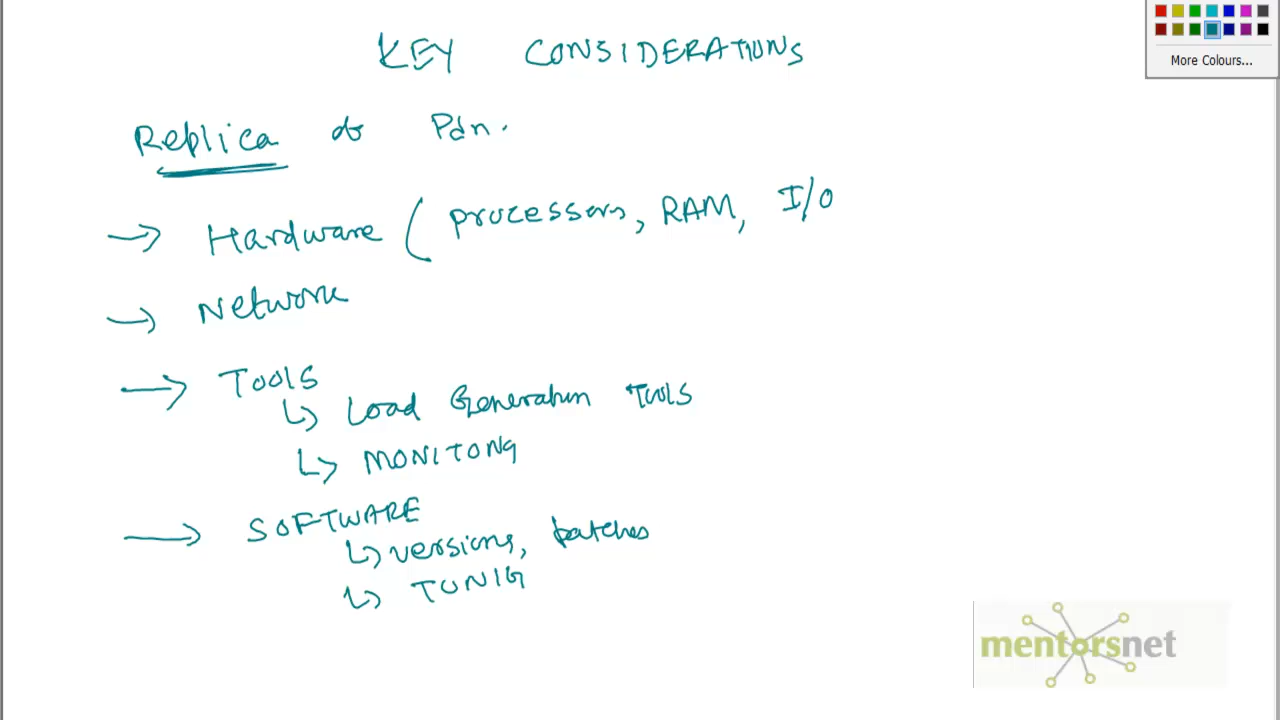 KEY CONSIDERATIONS
More Colours...
Replica of Pdn.
→ Hardware ( processors, RAM, I/O
→ Network
→ TOOLS
↳ Load Generation TOOLS
↳ MONITORING
→ SOFTWARE
↳ versions, patches
↳ TUNIG
mentorsnet